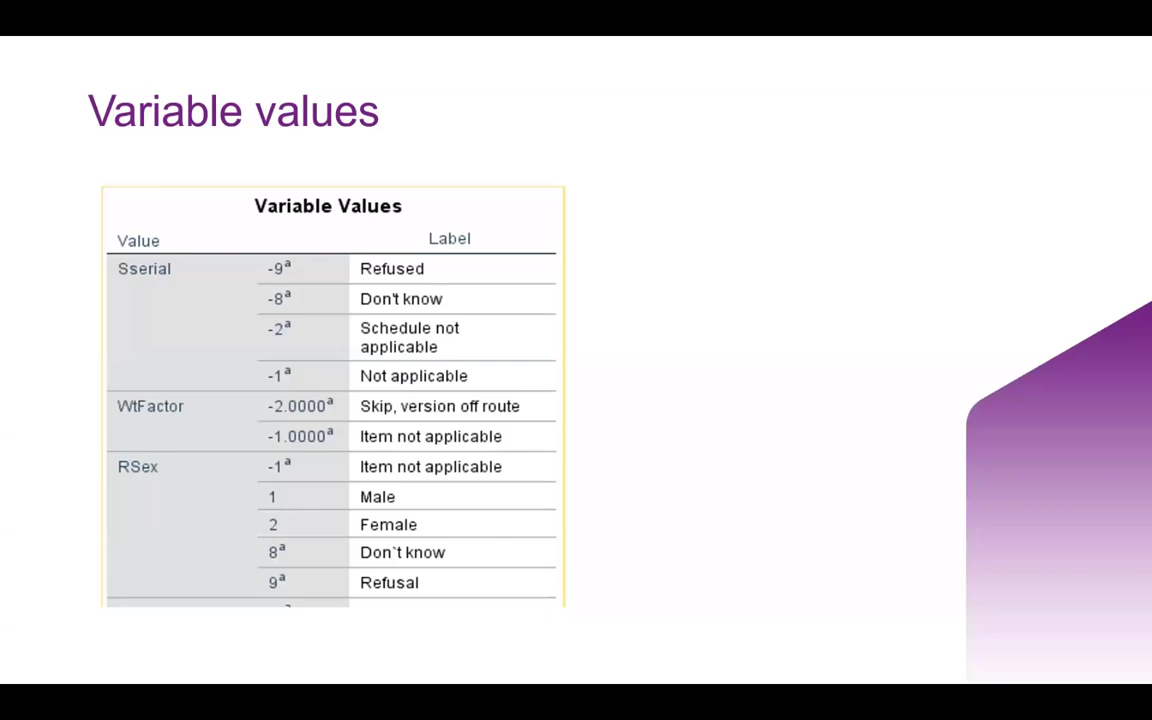 Variable values
Variable Values
Value Label
Sserial -9ª Refused
-8ª Don't know
-2ª Schedule not
applicable
-1ª Not applicable
WtFactor -2.0000ª Skip, version off route
-1.0000ª Item not applicable
RSex -1ª Item not applicable
1 Male
2 Female
8ª Don`t know
9ª Refusal